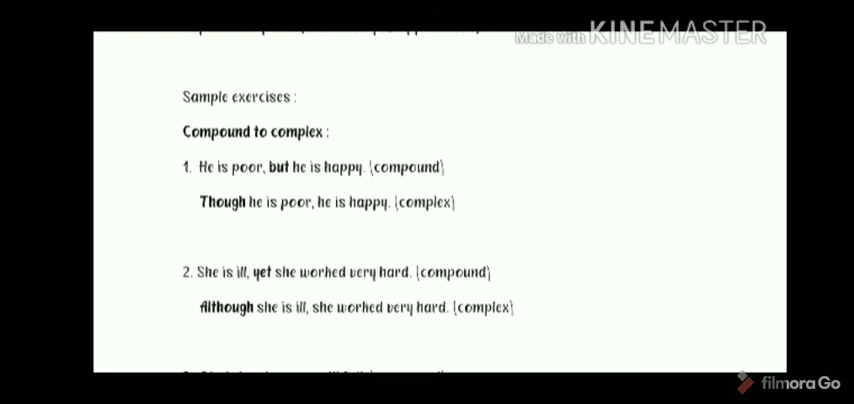 Made with KINEMASTER
Sample exercises :
Compound to complex :
1. He is poor, but he is happy. {compound}
Though he is poor, he is happy. {complex}
2. She is ill, yet she worked very hard. {compound}
Although she is ill, she worked very hard. {complex}
filmora Go